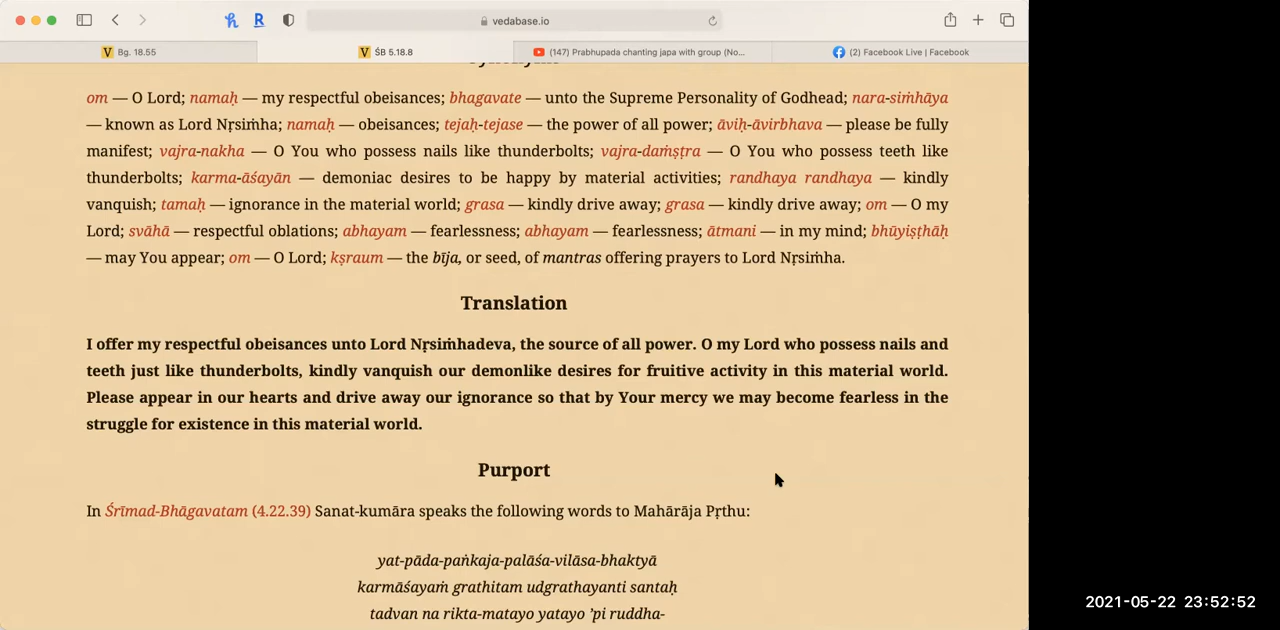 vedabase.io
Bg. 18.55
ŚB 5.18.8
(147) Prabhupada chanting japa with group (No...
(2) Facebook Live | Facebook
om — O Lord; namaḥ — my respectful obeisances; bhagavate — unto the Supreme Personality of Godhead; nara-siṁhāya
— known as Lord Nṛsiṁha; namaḥ — obeisances; tejaḥ-tejase — the power of all power; āviḥ-āvirbhava — please be fully
manifest; vajra-nakha — O You who possess nails like thunderbolts; vajra-daṁṣṭra — O You who possess teeth like
thunderbolts; karma-āśayān — demoniac desires to be happy by material activities; randhaya randhaya — kindly
vanquish; tamaḥ — ignorance in the material world; grasa — kindly drive away; grasa — kindly drive away; om — O my
Lord; svāhā — respectful oblations; abhayam — fearlessness; abhayam — fearlessness; ātmani — in my mind; bhūyiṣṭhāḥ
— may You appear; om — O Lord; kṣraum — the bīja, or seed, of mantras offering prayers to Lord Nṛsiṁha.
Translation
I offer my respectful obeisances unto Lord Nṛsiṁhadeva, the source of all power. O my Lord who possess nails and
teeth just like thunderbolts, kindly vanquish our demonlike desires for fruitive activity in this material world.
Please appear in our hearts and drive away our ignorance so that by Your mercy we may become fearless in the
struggle for existence in this material world.
Purport
In Śrīmad-Bhāgavatam (4.22.39) Sanat-kumāra speaks the following words to Mahārāja Pṛthu:
yat-pāda-paṅkaja-palāśa-vilāsa-bhaktyā
karmāśayaṁ grathitam udgrathayanti santaḥ
tadvan na rikta-matayo yatayo ’pi ruddha-
2021-05-22 23:52:52